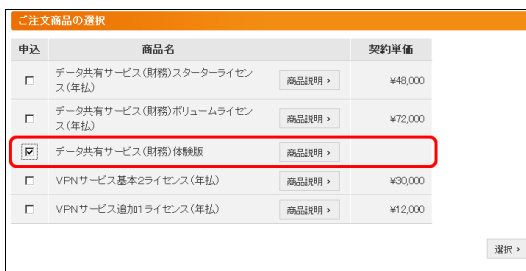 ご注文商品の選択
申込 商品名 契約単価
データ共有サービス(財務)スターターライセン
ス(年払) 商品説明 › ¥48,000
データ共有サービス(財務)ボリュームライセン
ス(年払) 商品説明 › ¥72,000
データ共有サービス(財務)体験版 商品説明 ›
VPNサービス基本2ライセンス(年払) 商品説明 › ¥30,000
VPNサービス追加1ライセンス(年払) 商品説明 › ¥12,000
選択 ›